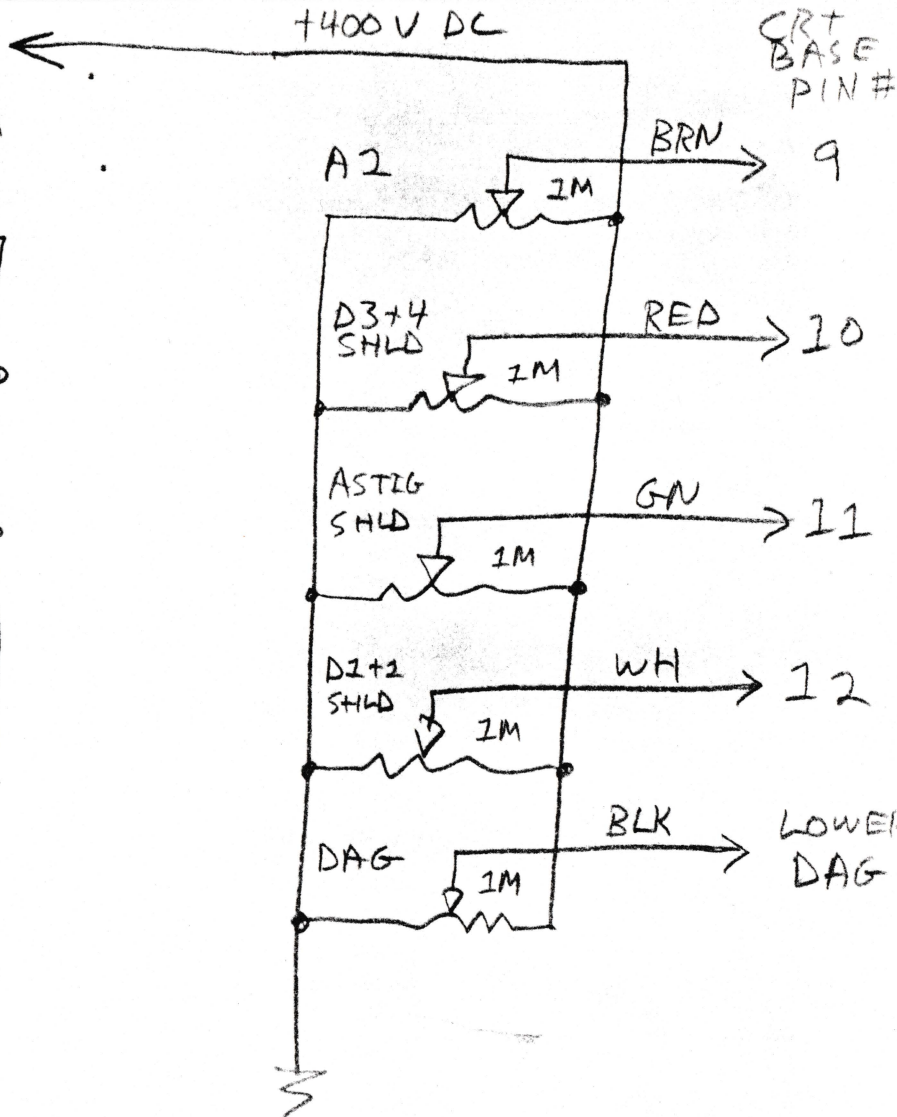 +400V DC
CRT
BASE
PIN #
A2
1M
BRN
9
D3+4
SHLD
1M
RED
10
ASTIG
SHLD
1M
GN
11
D1+2
SHLD
1M
WH
12
DAG
1M
BLK
LOWER
DAG